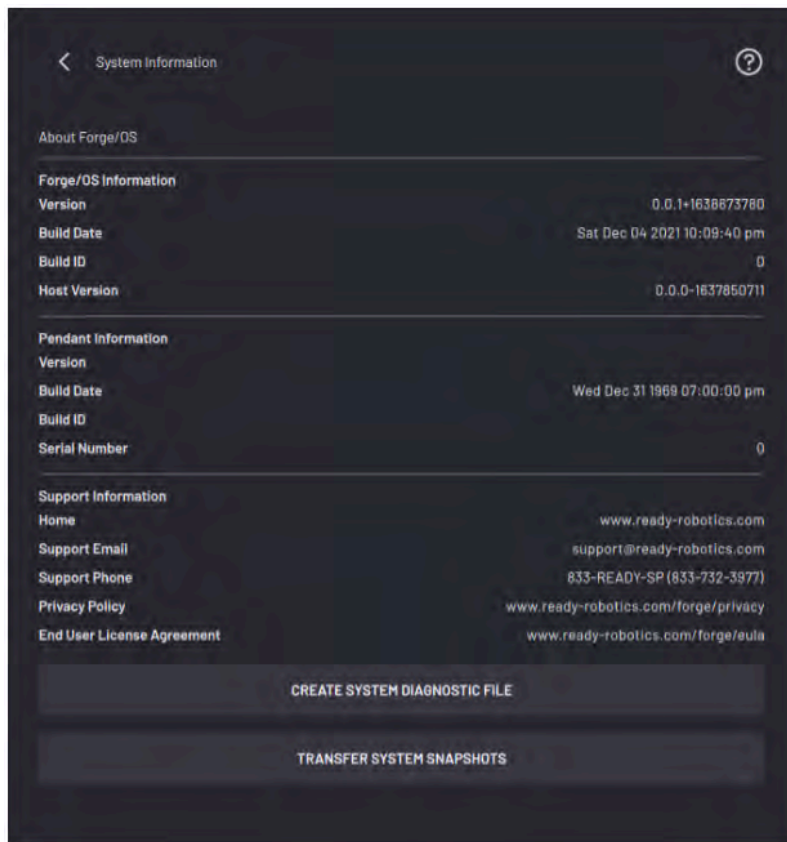 System Information
About Forge/OS
Forge/OS Information
Version 0.0.1+1638673780
Build Date Sat Dec 04 2021 10:09:40 pm
Build ID 0
Host Version 0.0.0-1637850711
Pendant Information
Version
Build Date Wed Dec 31 1969 07:00:00 pm
Build ID
Serial Number 0
Support Information
Home www.ready-robotics.com
Support Email support@ready-robotics.com
Support Phone 833-READY-SP (833-732-3977)
Privacy Policy www.ready-robotics.com/forge/privacy
End User License Agreement www.ready-robotics.com/forge/eula
CREATE SYSTEM DIAGNOSTIC FILE
TRANSFER SYSTEM SNAPSHOTS